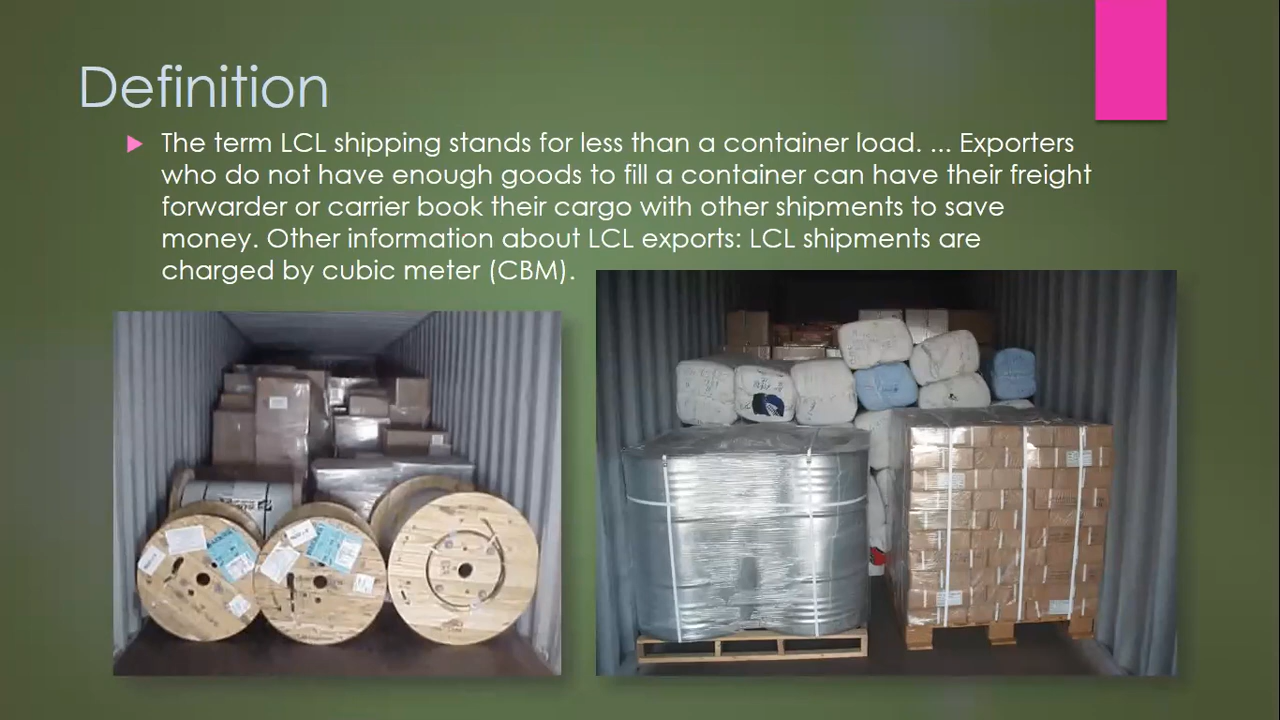 Definition
The term LCL shipping stands for less than a container load. ... Exporters
who do not have enough goods to fill a container can have their freight
forwarder or carrier book their cargo with other shipments to save
money. Other information about LCL exports: LCL shipments are
charged by cubic meter (CBM).